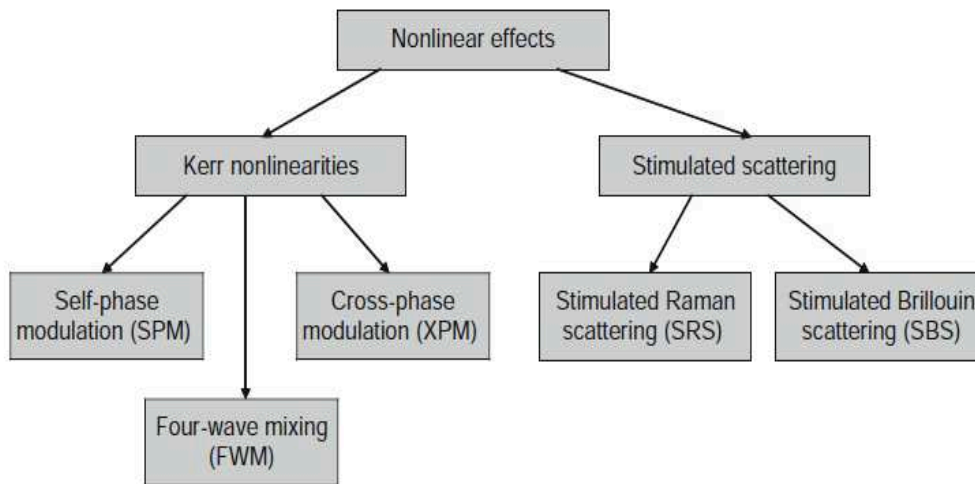 Nonlinear effects
Kerr nonlinearities
Stimulated scattering
Self-phase
modulation (SPM)
Cross-phase
modulation (XPM)
Stimulated Raman
scattering (SRS)
Stimulated Brillouin
scattering (SBS)
Four-wave mixing
(FWM)